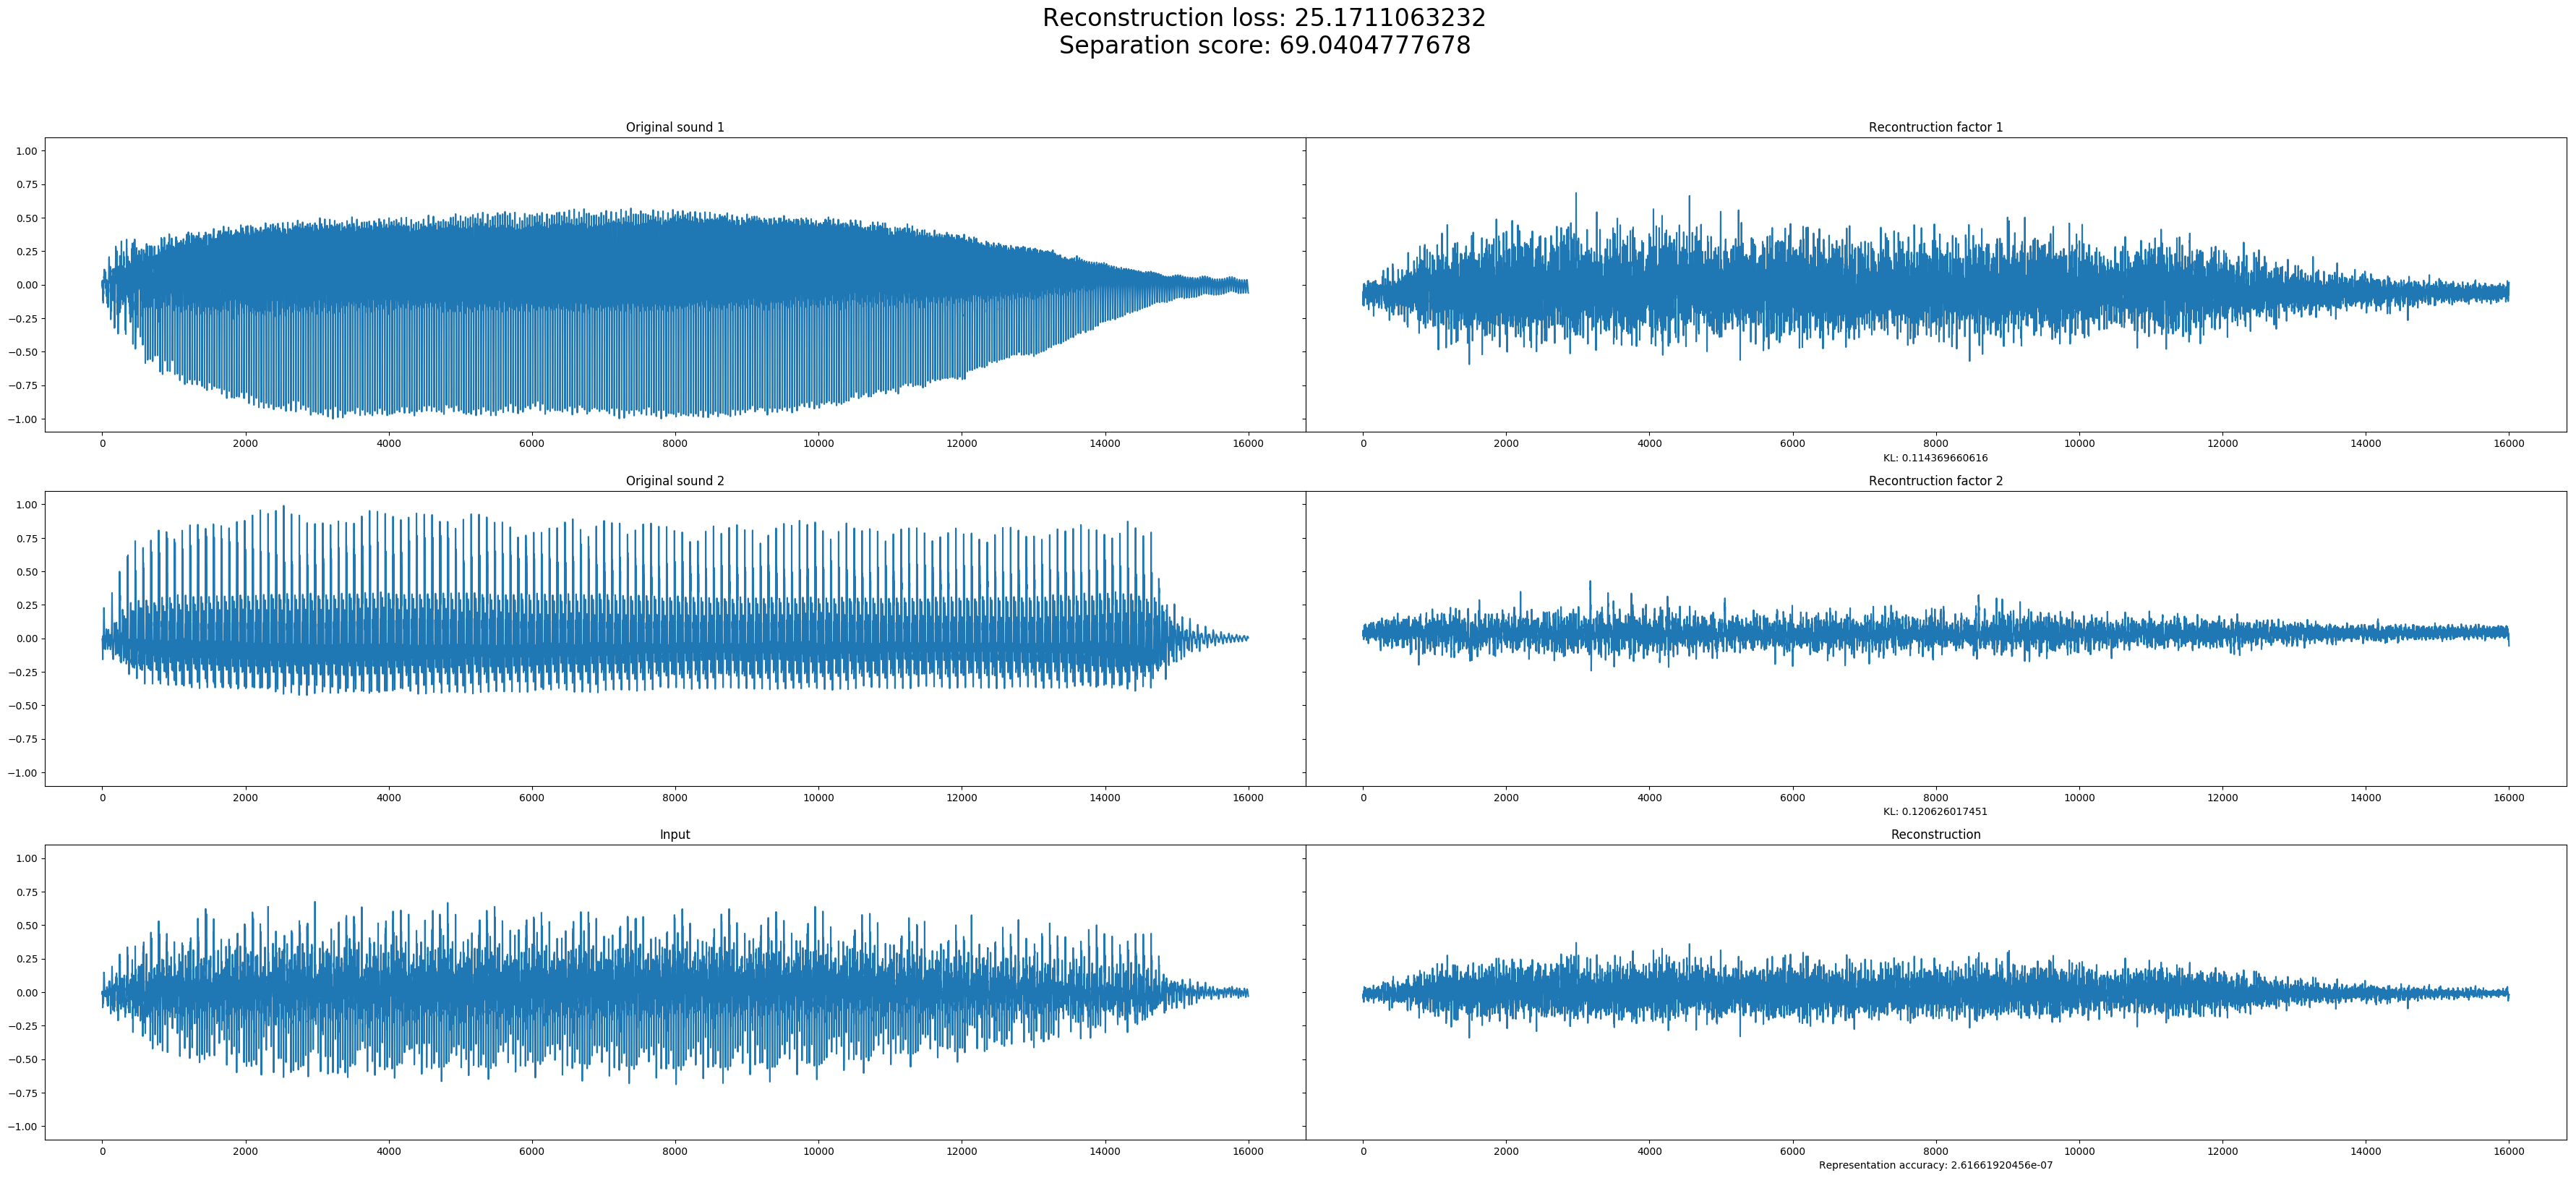 Reconstruction loss: 25.1711063232
Separation score: 69.0404777678
Original sound 1
Recontruction factor 1
1.00
0.75
0.50
0.25
0.00
−0.25
−0.50
−0.75
−1.00
0 2000 4000 6000 8000 10000 12000 14000 16000
0 2000 4000 6000 8000 10000 12000 14000 16000
KL: 0.114369660616
Original sound 2
Recontruction factor 2
1.00
0.75
0.50
0.25
0.00
−0.25
−0.50
−0.75
−1.00
0 2000 4000 6000 8000 10000 12000 14000 16000
0 2000 4000 6000 8000 10000 12000 14000 16000
KL: 0.120626017451
Input
Reconstruction
1.00
0.75
0.50
0.25
0.00
−0.25
−0.50
−0.75
−1.00
0 2000 4000 6000 8000 10000 12000 14000 16000
0 2000 4000 6000 8000 10000 12000 14000 16000
Representation accuracy: 2.61661920456e-07